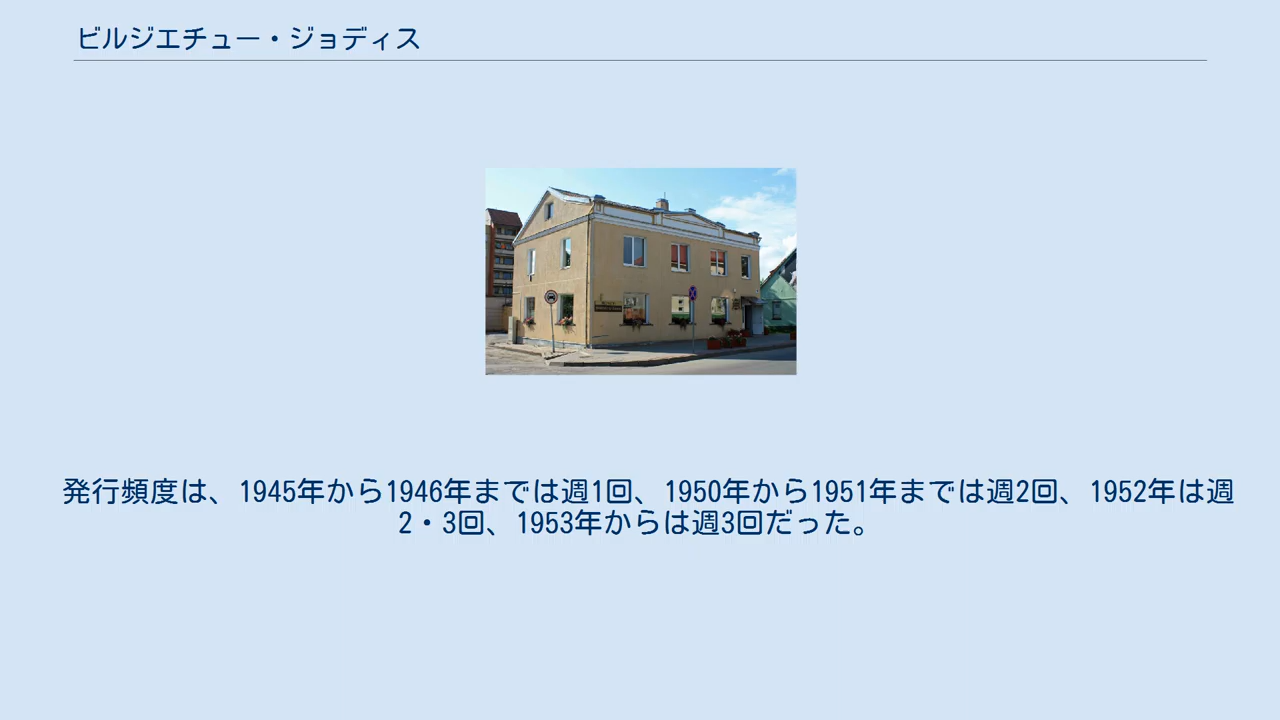 ビルジエチュー・ジョディス
発行頻度は、1945年から1946年までは週1回、1950年から1951年までは週2回、1952年は週
2・3回、1953年からは週3回だった。